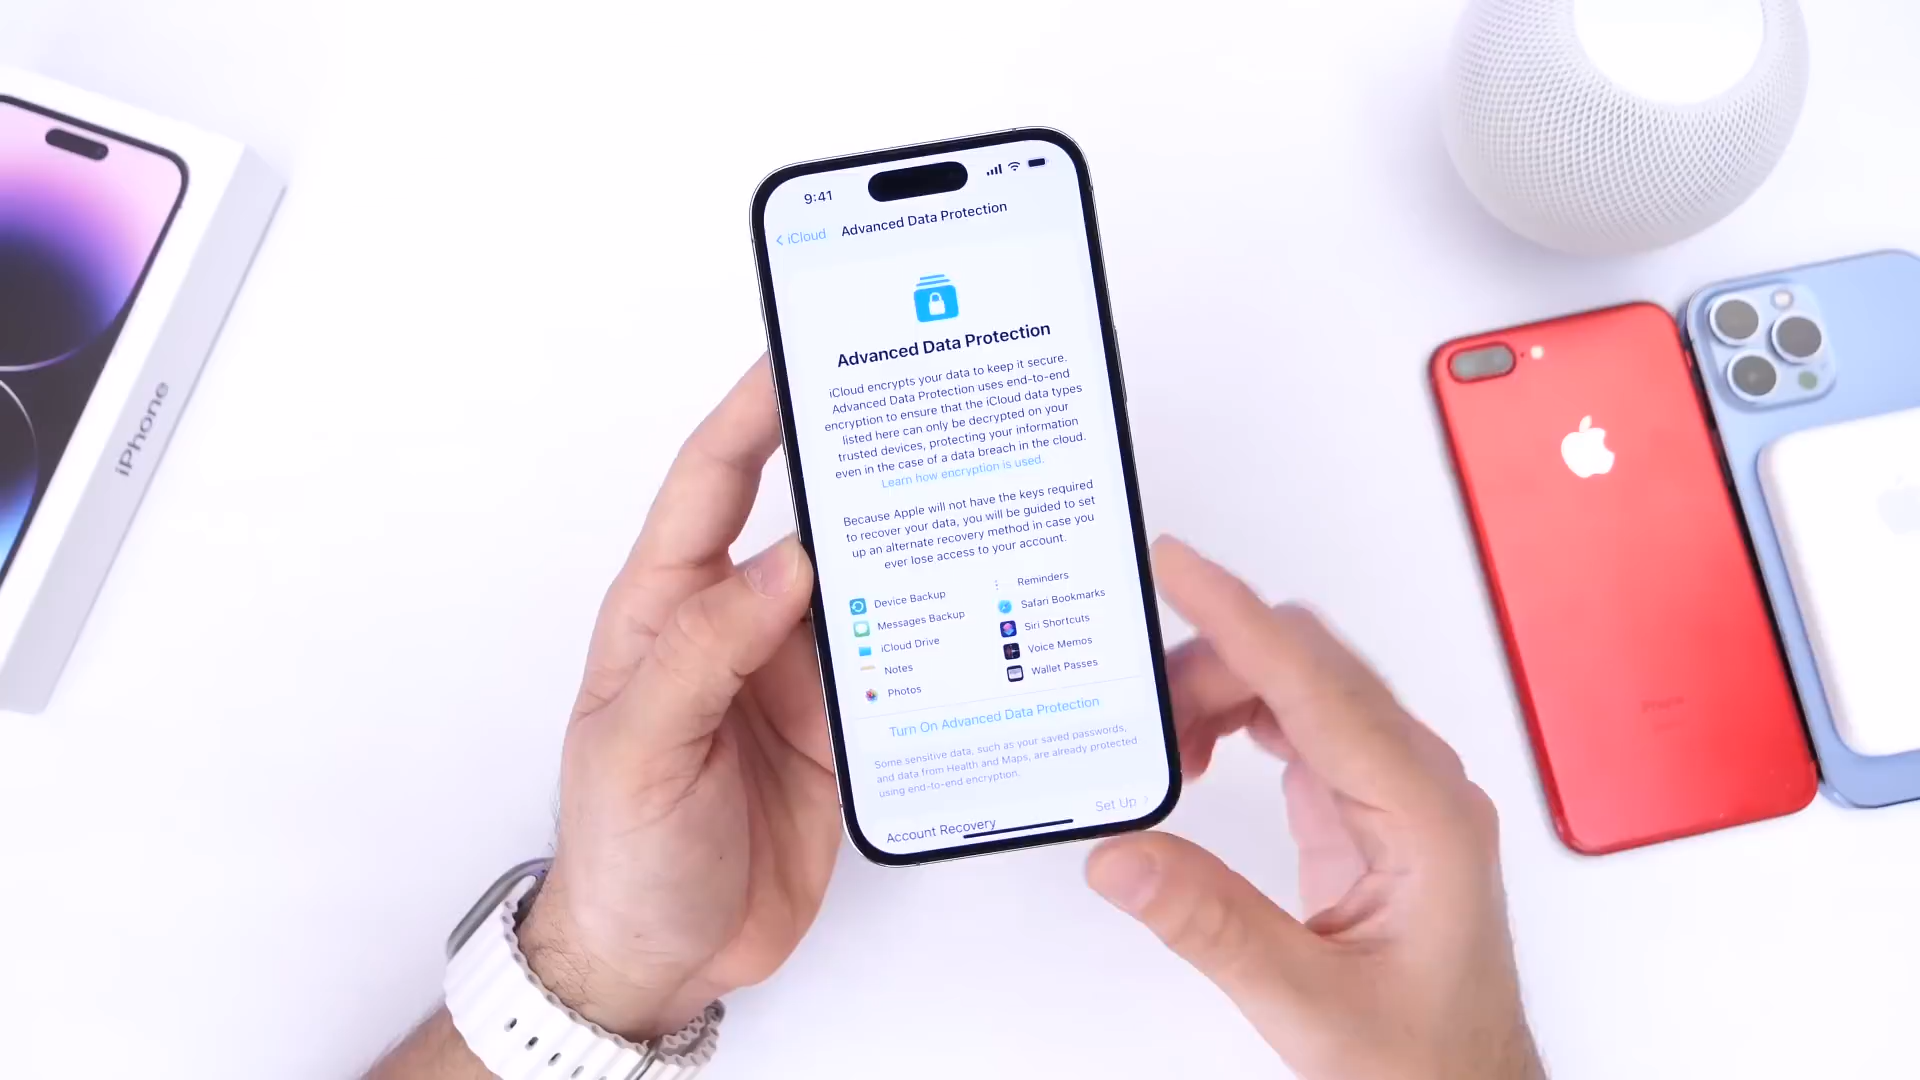 iPhone
9:41
iCloud
Advanced Data Protection
Advanced Data Protection
iCloud encrypts your data to keep it secure.
Advanced Data Protection uses end-to-end
encryption to ensure that the iCloud data types
listed here can only be decrypted on your
trusted devices, protecting your information
even in the case of a data breach in the cloud.
Learn how encryption is used.
Because Apple will not have the keys required
to recover your data, you will be guided to set
up an alternate recovery method in case you
ever lose access to your account.
Device Backup
Messages Backup
iCloud Drive
Notes
Photos
Reminders
Safari Bookmarks
Siri Shortcuts
Voice Memos
Wallet Passes
Turn On Advanced Data Protection
Some sensitive data, such as your saved passwords,
and data from Health and Maps, are already protected
using end-to-end encryption.
Account Recovery
Set Up
iPhone